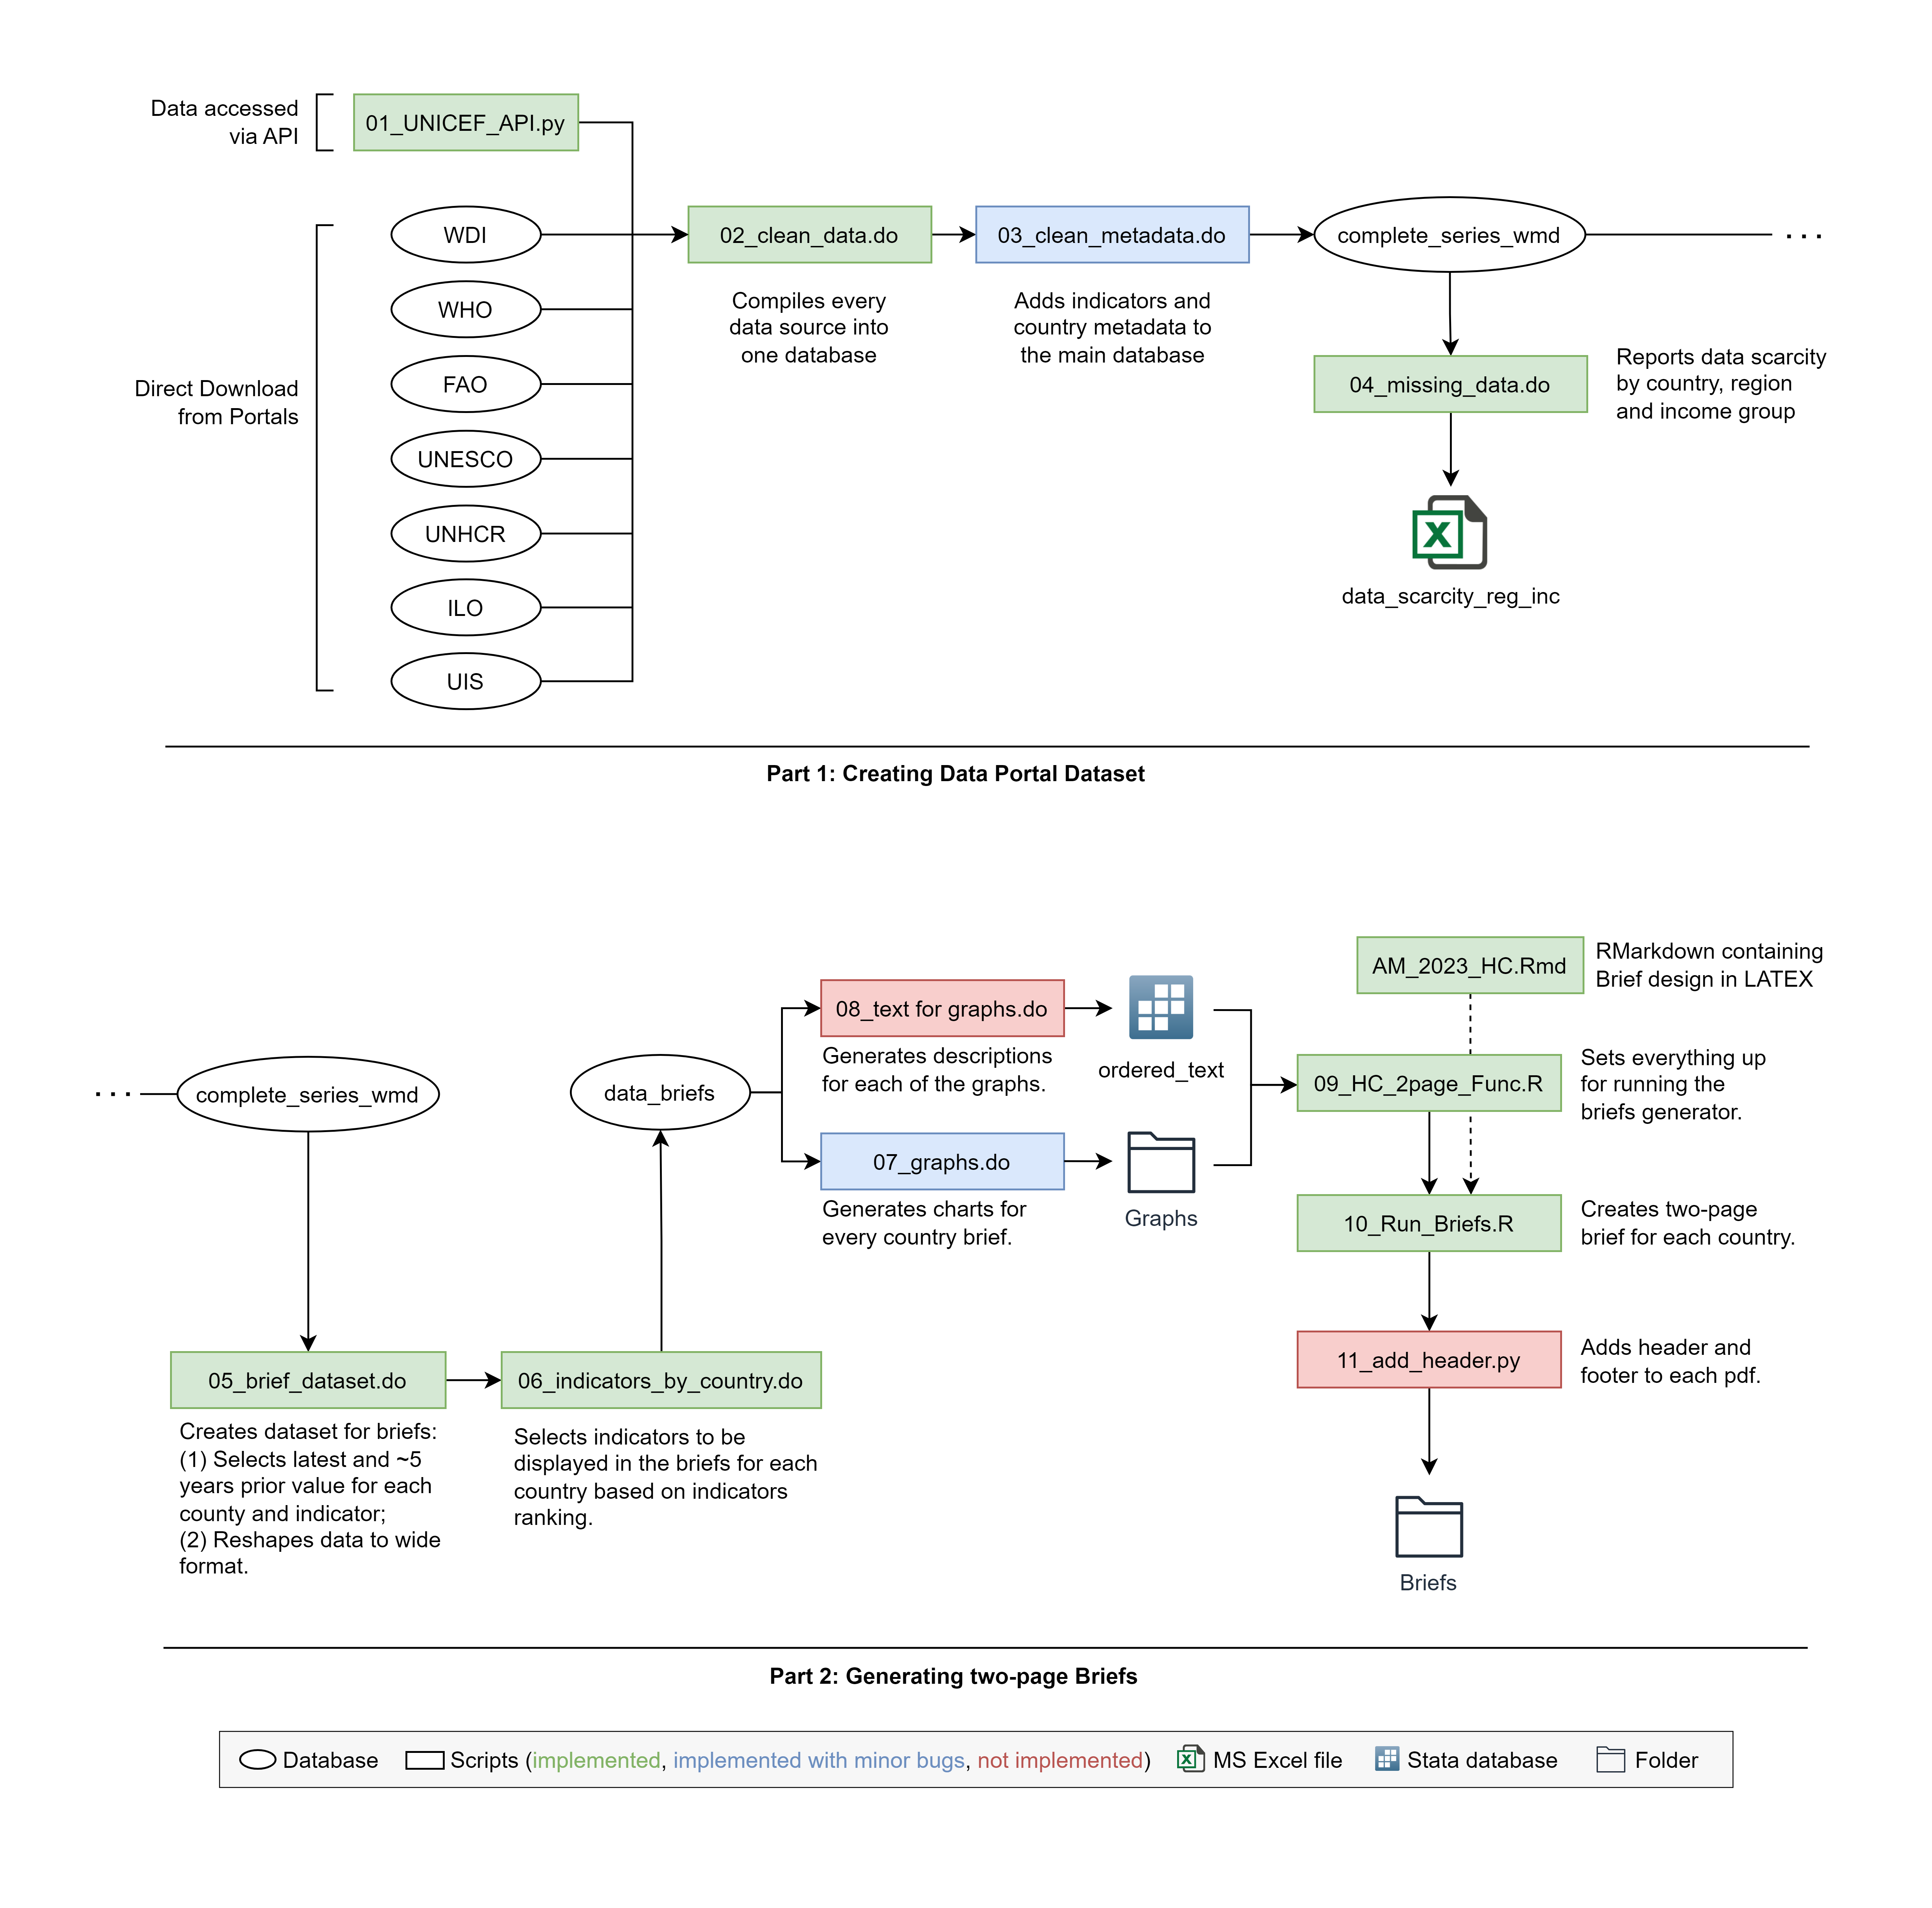 Data accessed
via API
01_UNICEF_API.py
WDI
WHO
FAO
UNESCO
UNHCR
ILO
UIS
Direct Download
from Portals
02_clean_data.do
Compiles every
data source into
one database
03_clean_metadata.do
Adds indicators and
country metadata to
the main database
complete_series_wmd
...
04_missing_data.do
Reports data scarcity
by country, region
and income group
data_scarcity_reg_inc
Part 1: Creating Data Portal Dataset
...
complete_series_wmd
05_brief_dataset.do
Creates dataset for briefs:
(1) Selects latest and ~5
years prior value for each
county and indicator;
(2) Reshapes data to wide
format.
06_indicators_by_country.do
Selects indicators to be
displayed in the briefs for each
country based on indicators
ranking.
data_briefs
08_text for graphs.do
Generates descriptions
for each of the graphs.
ordered_text
07_graphs.do
Generates charts for
every country brief.
Graphs
AM_2023_HC.Rmd
RMarkdown containing
Brief design in LATEX
09_HC_2page_Func.R
Sets everything up
for running the
briefs generator.
10_Run_Briefs.R
Creates two-page
brief for each country.
11_add_header.py
Adds header and
footer to each pdf.
Briefs
Part 2: Generating two-page Briefs
Database
Scripts (implemented, implemented with minor bugs, not implemented)
MS Excel file
Stata database
Folder